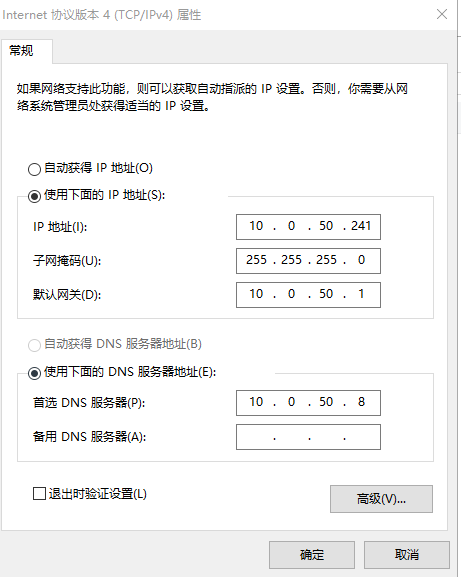 Internet 协议版本 4 (TCP/IPv4) 属性
常规
如果网络支持此功能，则可以获取自动指派的 IP 设置。否则，你需要从网
络系统管理员处获得适当的 IP 设置。
自动获得 IP 地址(O)
使用下面的 IP 地址(S):
IP 地址(I): 10 . 0 . 50 . 241
子网掩码(U): 255 . 255 . 255 . 0
默认网关(D): 10 . 0 . 50 . 1
自动获得 DNS 服务器地址(B)
使用下面的 DNS 服务器地址(E):
首选 DNS 服务器(P): 10 . 0 . 50 . 8
备用 DNS 服务器(A): . . .
退出时验证设置(L)
高级(V)...
确定 取消